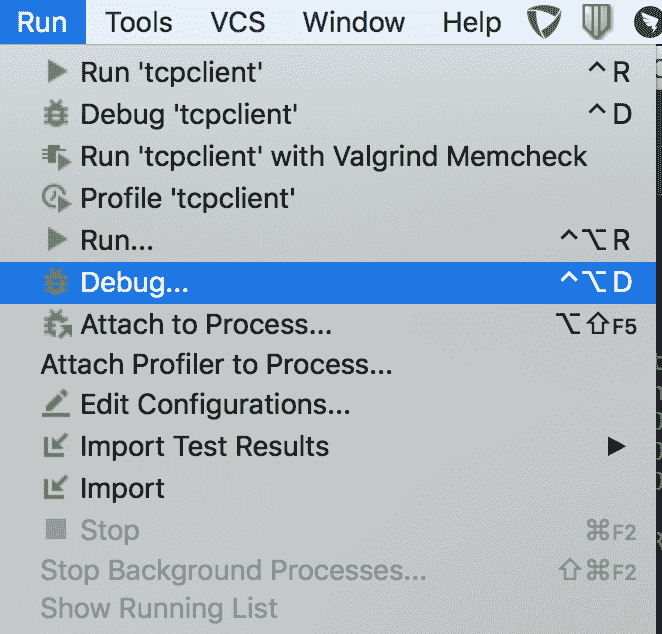 Run Tools VCS Window Help
Run 'tcpclient' ^ R
Debug 'tcpclient' ^ D
Run 'tcpclient' with Valgrind Memcheck
Profile 'tcpclient'
Run... ^⌥ R
Debug... ^⌥ D
Attach to Process... ⌥⇧F5
Attach Profiler to Process...
Edit Configurations...
Import Test Results ▶
Import
Stop ⌘F2
Stop Background Processes... ⇧⌘F2
Show Running List